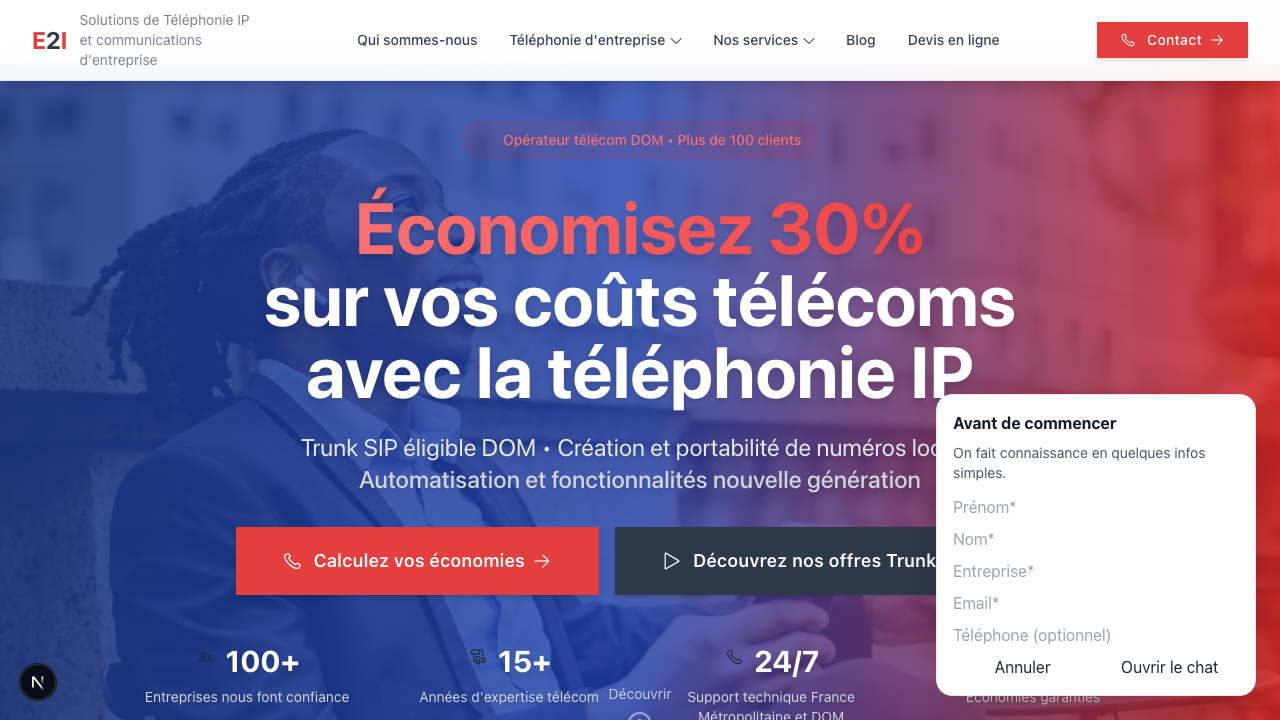 E2I
Solutions de Téléphonie IP
et communications
d'entreprise
Qui sommes-nous
Téléphonie d'entreprise
Nos services
Blog
Devis en ligne
Contact
Opérateur télécom DOM • Plus de 100 clients
Économisez 30%
sur vos coûts télécoms
avec la téléphonie IP
Trunk SIP éligible DOM • Création et portabilité de numéros
Automatisation et fonctionnalités nouvelle génération
Calculez vos économies
Découvrez nos offres Trunk
100+
Entreprises nous font confiance
15+
Années d'expertise télécom
Découvrir
24/7
Support technique France
Métropolitaine et DOM
Économies garanties
Avant de commencer
On fait connaissance en quelques infos
simples.
Prénom*
Nom*
Entreprise*
Email*
Téléphone (optionnel)
Annuler
Ouvrir le chat
N